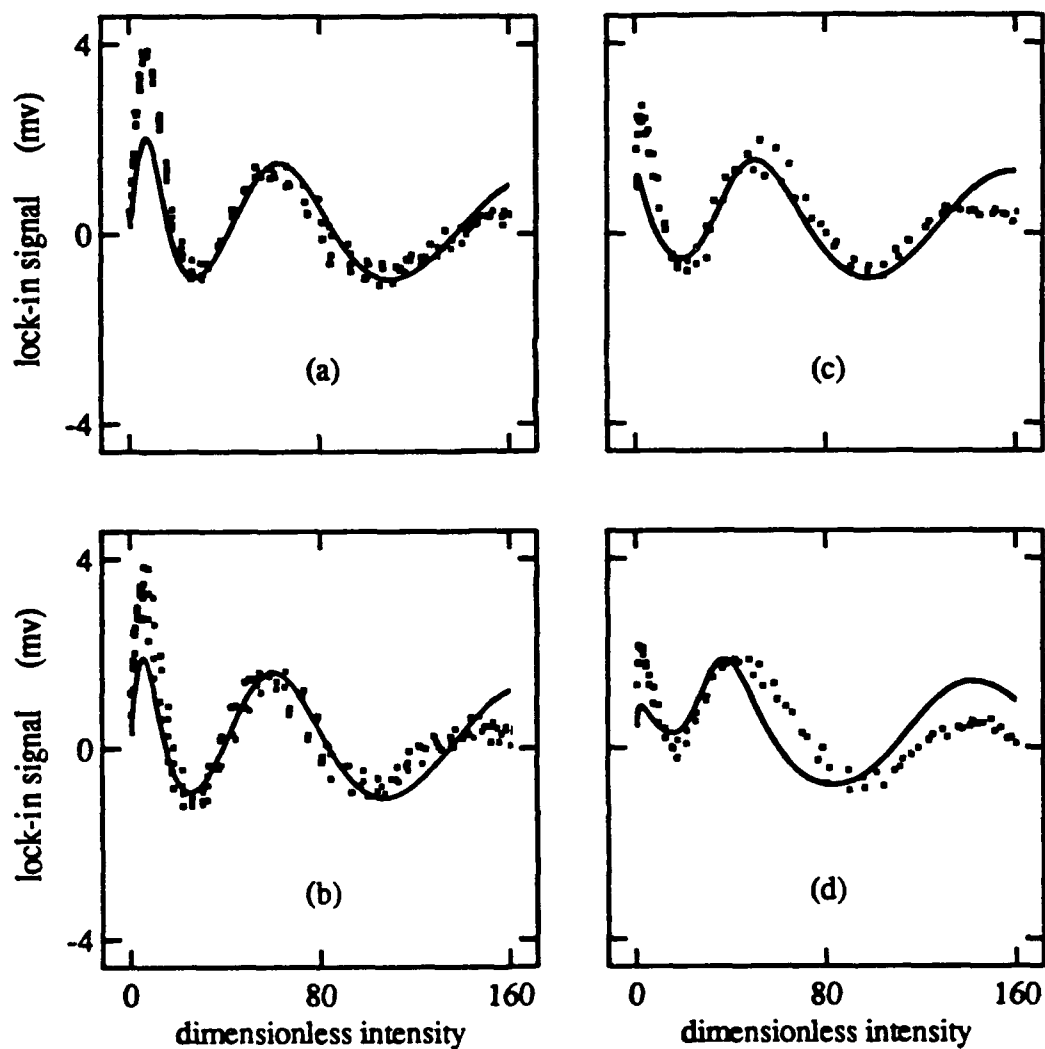 4
0
-4
lock-in signal (mv)
(a)
(c)
4
0
-4
lock-in signal (mv)
(b)
(d)
0 80 160
dimensionless intensity
0 80 160
dimensionless intensity